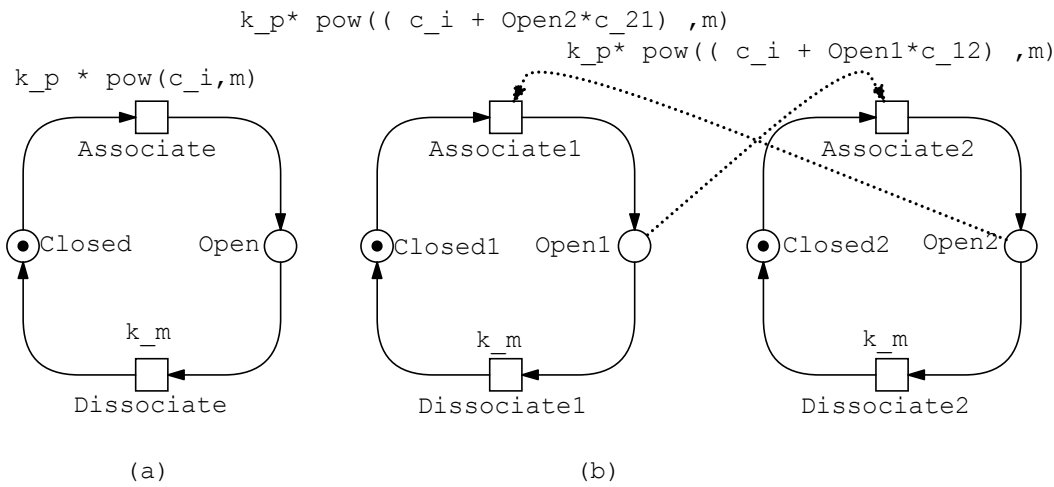 k_p* pow(( c_i + Open2*c_21) ,m)
k_p* pow(( c_i + Open1*c_12) ,m)
k_p * pow(c_i,m)
Associate
Associate1
Associate2
Closed
Open
Closed1
Open1
Closed2
Open2
k_m
k_m
k_m
Dissociate
Dissociate1
Dissociate2
(a)
(b)